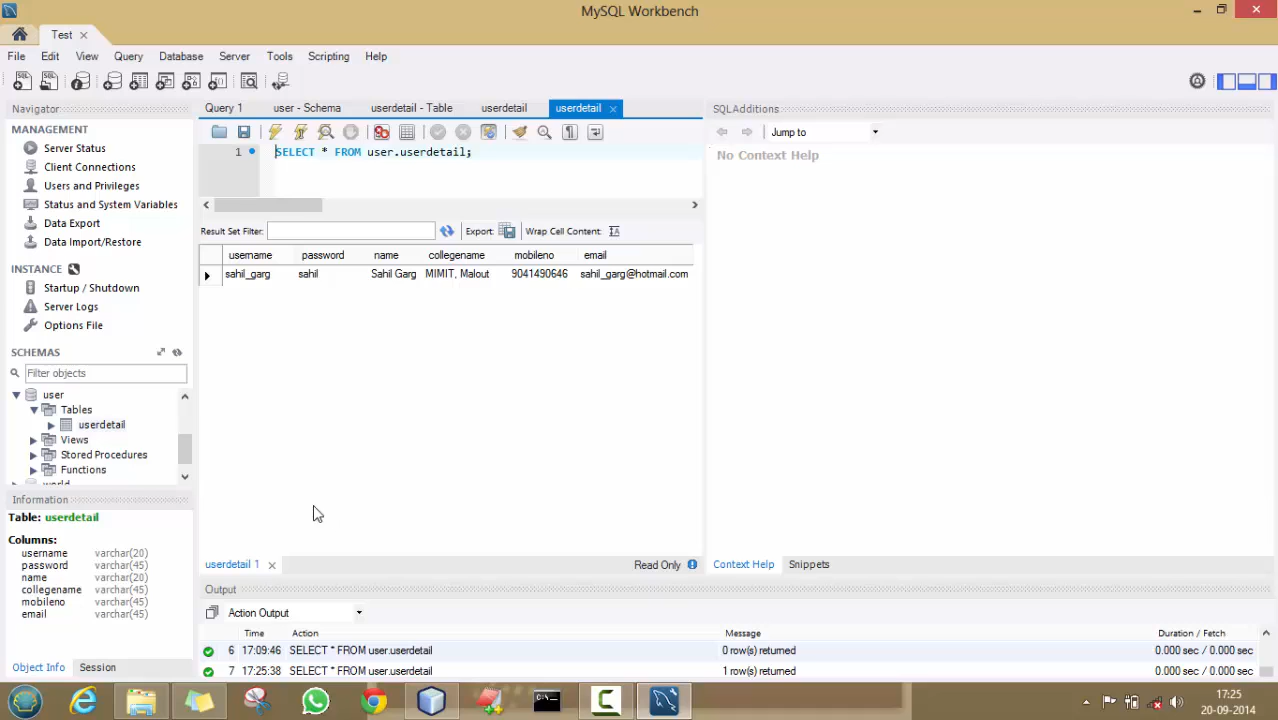 MySQL Workbench
Test
File Edit View Query Database Server Tools Scripting Help
Navigator
MANAGEMENT
Server Status
Client Connections
Users and Privileges
Status and System Variables
Data Export
Data Import/Restore
INSTANCE
Startup / Shutdown
Server Logs
Options File
SCHEMAS
Filter objects
user
Tables
userdetail
Views
Stored Procedures
Functions
world
Information
Table: userdetail
Columns:
username varchar(20)
password varchar(45)
name varchar(20)
collegename varchar(45)
mobileno varchar(45)
email varchar(45)
Object Info Session
Query 1 user - Schema userdetail - Table userdetail userdetail
1 SELECT * FROM user.userdetail;
Result Set Filter: Export: Wrap Cell Content:
username password name collegename mobileno email
sahil_garg sahil Sahil Garg MIMIT, Malout 9041490646 sahil_garg@hotmail.com
userdetail 1 Read Only
SQLAdditions
Jump to
No Context Help
Context Help Snippets
Output
Action Output
Time Action Message Duration / Fetch
6 17:09:46 SELECT * FROM user.userdetail 0 row(s) returned 0.000 sec / 0.000 sec
7 17:25:38 SELECT * FROM user.userdetail 1 row(s) returned 0.000 sec / 0.000 sec
17:25
20-09-2014